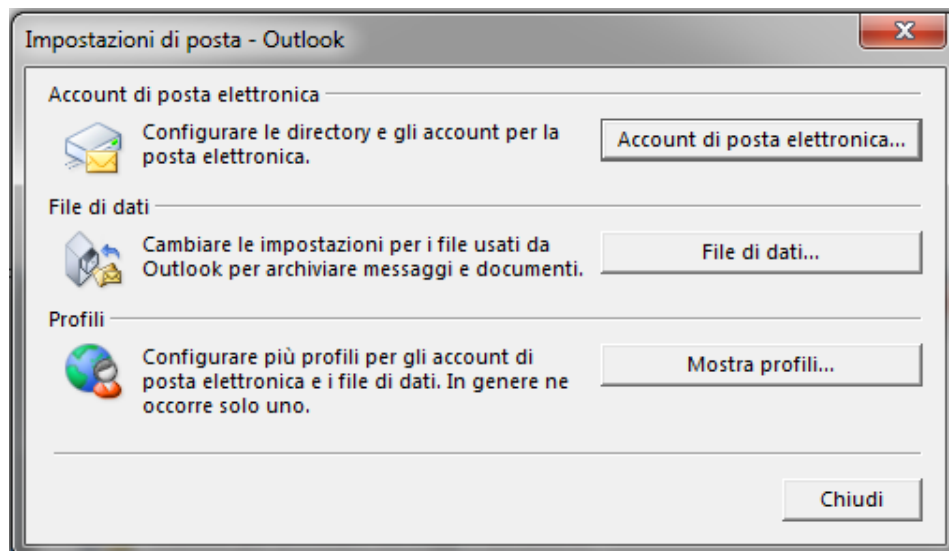 Impostazioni di posta - Outlook
Account di posta elettronica
Configurare le directory e gli account per la
posta elettronica.
Account di posta elettronica...
File di dati
Cambiare le impostazioni per i file usati da
Outlook per archiviare messaggi e documenti.
File di dati...
Profili
Configurare più profili per gli account di
posta elettronica e i file di dati. In genere ne
occorre solo uno.
Mostra profili...
Chiudi